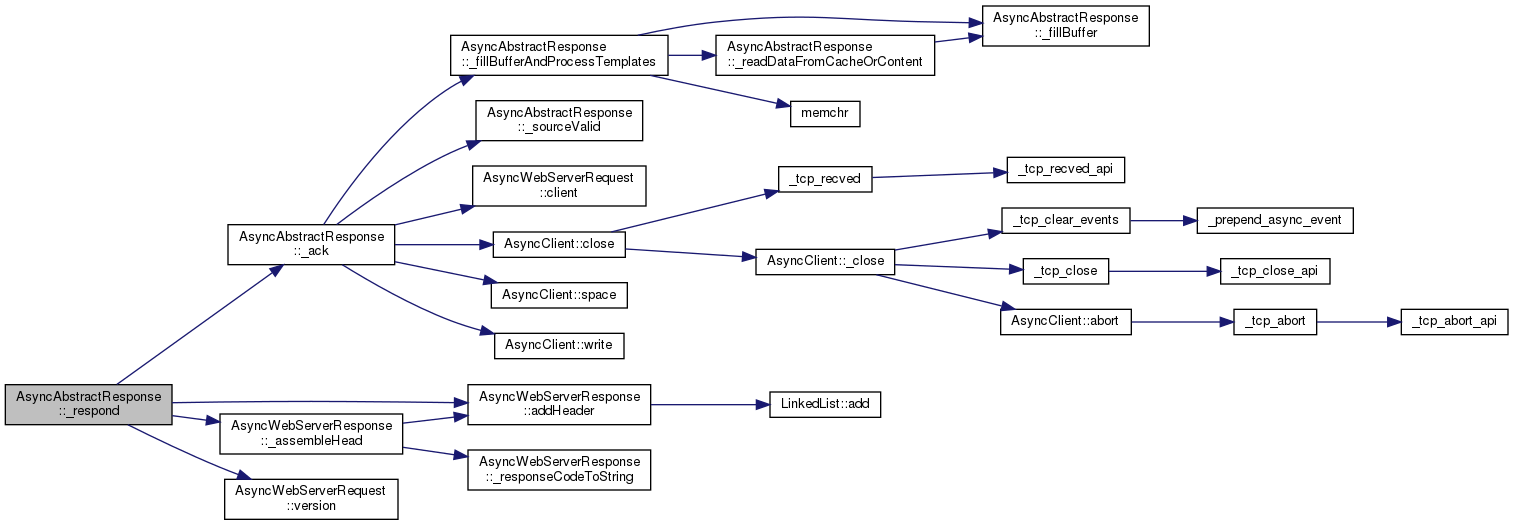 AsyncAbstractResponse
::_respond
AsyncAbstractResponse
::_ack
AsyncAbstractResponse
::_fillBufferAndProcessTemplates
AsyncAbstractResponse
::_fillBuffer
AsyncAbstractResponse
::_readDataFromCacheOrContent
memchr
AsyncAbstractResponse
::_sourceValid
AsyncWebServerRequest
::client
AsyncClient::close
_tcp_recved
_tcp_recved_api
AsyncClient::_close
_tcp_clear_events
_prepend_async_event
_tcp_close
_tcp_close_api
AsyncClient::abort
_tcp_abort
_tcp_abort_api
AsyncClient::space
AsyncClient::write
AsyncWebServerResponse
::addHeader
LinkedList::add
AsyncWebServerResponse
::_assembleHead
AsyncWebServerResponse
::_responseCodeToString
AsyncWebServerRequest
::version